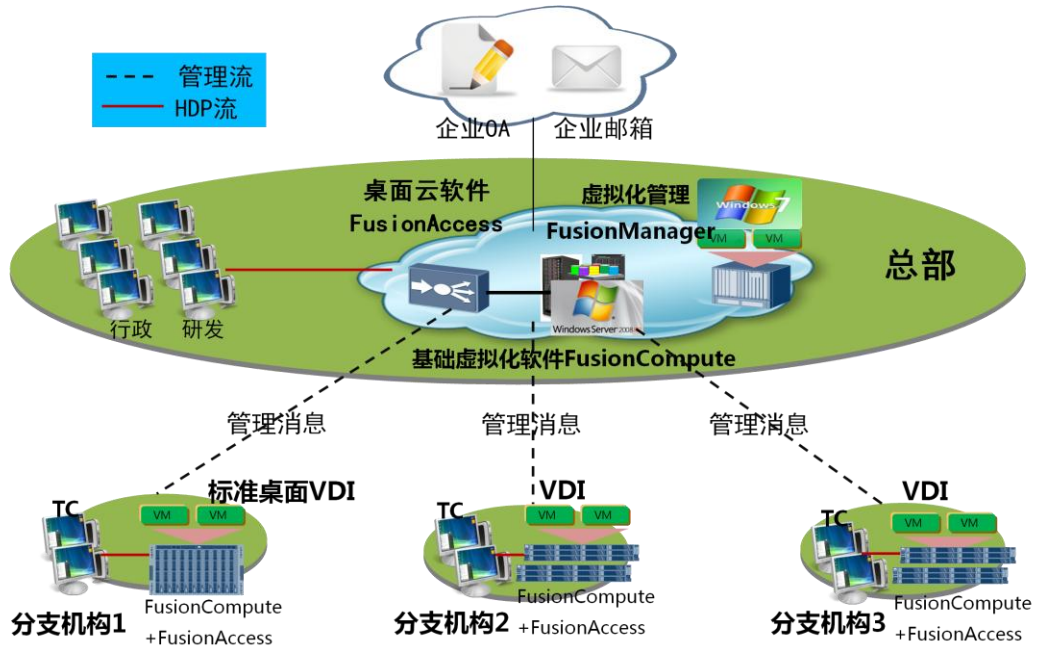 管理流
HDP流
企业OA
企业邮箱
桌面云软件
FusionAccess
虚拟化管理
FusionManager
Windows 7
VM
VM
总部
行政
研发
Windows Server 2008
基础虚拟化软件FusionCompute
管理消息
管理消息
管理消息
标准桌面VDI
TC
VM
VM
分支机构1
FusionCompute
+FusionAccess
VDI
TC
VM
VM
分支机构2
FusionCompute
+FusionAccess
VDI
TC
VM
VM
分支机构3
FusionCompute
+FusionAccess